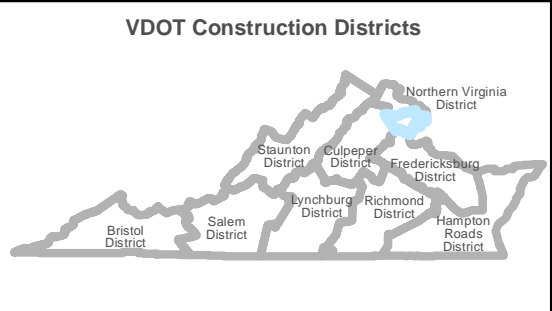 VDOT Construction Districts
Northern Virginia
District
Staunton
District
Culpeper
District
Fredericksburg
District
Lynchburg
District
Richmond
District
Salem
District
Bristol
District
Hampton
Roads
District